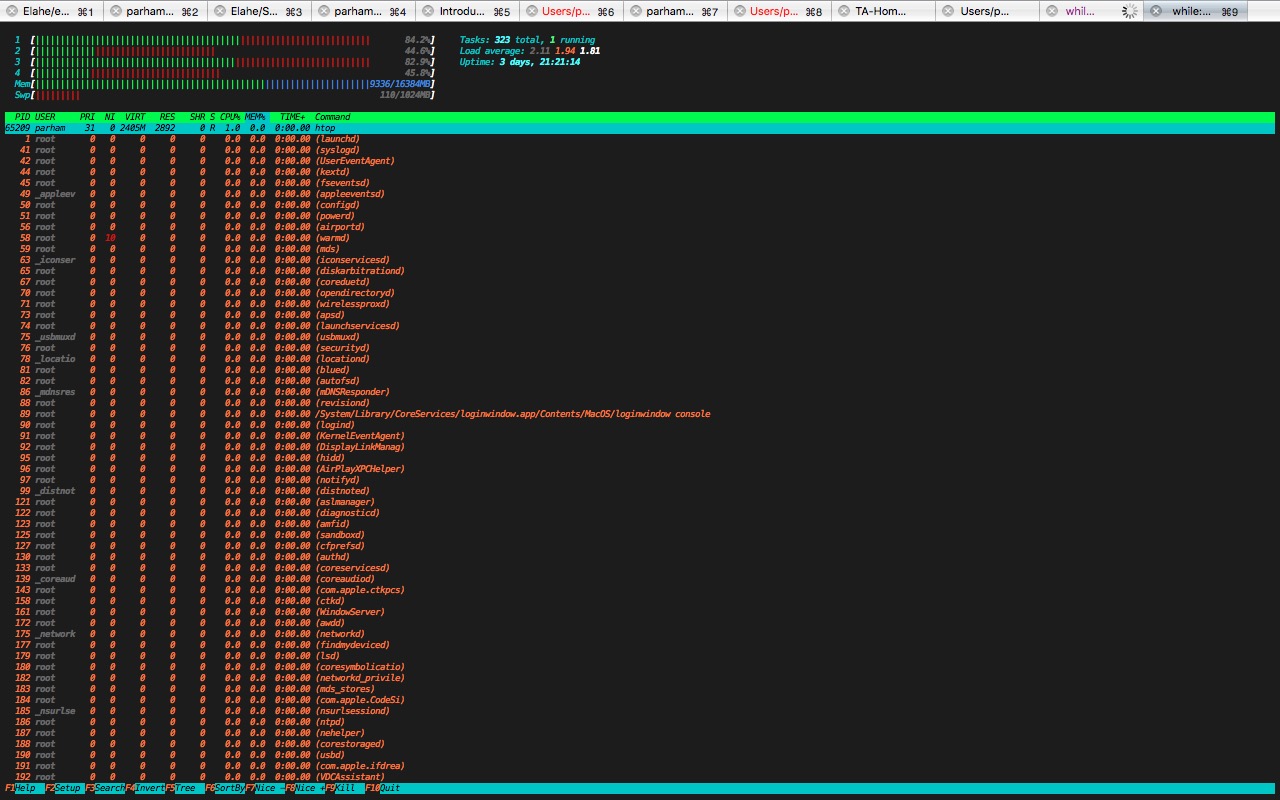 Elahe/e... ⌘1 parham... ⌘2 Elahe/S... ⌘3 parham... ⌘4 Introdu... ⌘5 Users/p... ⌘6 parham... ⌘7 Users/p... ⌘8 TA-Hom... Users/p... whil... while:... ⌘9
1 [ 84.2%] Tasks: 323 total, 1 running
2 [ 44.6%] Load average: 2.11 1.94 1.81
3 [ 82.9%] Uptime: 3 days, 21:21:14
4 [ 45.8%]
Mem[ 9336/16384MB]
Swp[ 110/1024MB]
PID USER PRI NI VIRT RES SHR S CPU% MEM% TIME+ Command
65209 parham 31 0 2405M 2892 0 R 1.0 0.0 0:00.00 htop
1 root 0 0 0 0 0 0.0 0.0 0:00.00 (launchd)
41 root 0 0 0 0 0 0.0 0.0 0:00.00 (syslogd)
42 root 0 0 0 0 0 0.0 0.0 0:00.00 (UserEventAgent)
44 root 0 0 0 0 0 0.0 0.0 0:00.00 (kextd)
45 root 0 0 0 0 0 0.0 0.0 0:00.00 (fseventsd)
49 _appleev 0 0 0 0 0 0.0 0.0 0:00.00 (appleeventsd)
50 root 0 0 0 0 0 0.0 0.0 0:00.00 (configd)
51 root 0 0 0 0 0 0.0 0.0 0:00.00 (powerd)
56 root 0 0 0 0 0 0.0 0.0 0:00.00 (airportd)
58 root 0 10 0 0 0 0.0 0.0 0:00.00 (warmd)
59 root 0 0 0 0 0 0.0 0.0 0:00.00 (mds)
63 _iconser 0 0 0 0 0 0.0 0.0 0:00.00 (iconservicesd)
65 root 0 0 0 0 0 0.0 0.0 0:00.00 (diskarbitrationd)
67 root 0 0 0 0 0 0.0 0.0 0:00.00 (coreduetd)
70 root 0 0 0 0 0 0.0 0.0 0:00.00 (opendirectoryd)
71 root 0 0 0 0 0 0.0 0.0 0:00.00 (wirelessproxd)
73 root 0 0 0 0 0 0.0 0.0 0:00.00 (apsd)
74 root 0 0 0 0 0 0.0 0.0 0:00.00 (launchservicesd)
75 _usbmuxd 0 0 0 0 0 0.0 0.0 0:00.00 (usbmuxd)
76 root 0 0 0 0 0 0.0 0.0 0:00.00 (securityd)
78 _locatio 0 0 0 0 0 0.0 0.0 0:00.00 (locationd)
81 root 0 0 0 0 0 0.0 0.0 0:00.00 (blued)
82 root 0 0 0 0 0 0.0 0.0 0:00.00 (autofsd)
86 _mdnsres 0 0 0 0 0 0.0 0.0 0:00.00 (mDNSResponder)
88 root 0 0 0 0 0 0.0 0.0 0:00.00 (revisiond)
89 root 0 0 0 0 0 0.0 0.0 0:00.00 /System/Library/CoreServices/loginwindow.app/Contents/MacOS/loginwindow console
90 root 0 0 0 0 0 0.0 0.0 0:00.00 (logind)
91 root 0 0 0 0 0 0.0 0.0 0:00.00 (KernelEventAgent)
92 root 0 0 0 0 0 0.0 0.0 0:00.00 (DisplayLinkManag)
95 root 0 0 0 0 0 0.0 0.0 0:00.00 (hidd)
96 root 0 0 0 0 0 0.0 0.0 0:00.00 (AirPlayXPCHelper)
97 root 0 0 0 0 0 0.0 0.0 0:00.00 (notifyd)
99 _distnot 0 0 0 0 0 0.0 0.0 0:00.00 (distnoted)
121 root 0 0 0 0 0 0.0 0.0 0:00.00 (aslmanager)
122 root 0 0 0 0 0 0.0 0.0 0:00.00 (diagnosticd)
123 root 0 0 0 0 0 0.0 0.0 0:00.00 (amfid)
125 root 0 0 0 0 0 0.0 0.0 0:00.00 (sandboxd)
127 root 0 0 0 0 0 0.0 0.0 0:00.00 (cfprefsd)
130 root 0 0 0 0 0 0.0 0.0 0:00.00 (authd)
133 root 0 0 0 0 0 0.0 0.0 0:00.00 (coreservicesd)
139 _coreaud 0 0 0 0 0 0.0 0.0 0:00.00 (coreaudiod)
143 root 0 0 0 0 0 0.0 0.0 0:00.00 (com.apple.ctkpcs)
158 root 0 0 0 0 0 0.0 0.0 0:00.00 (ctkd)
161 root 0 0 0 0 0 0.0 0.0 0:00.00 (WindowServer)
172 root 0 0 0 0 0 0.0 0.0 0:00.00 (awdd)
175 _network 0 0 0 0 0 0.0 0.0 0:00.00 (networkd)
177 root 0 0 0 0 0 0.0 0.0 0:00.00 (findmydeviced)
179 root 0 0 0 0 0 0.0 0.0 0:00.00 (lsd)
180 root 0 0 0 0 0 0.0 0.0 0:00.00 (coresymbolicatio)
182 root 0 0 0 0 0 0.0 0.0 0:00.00 (networkd_privile)
183 root 0 0 0 0 0 0.0 0.0 0:00.00 (mds_stores)
184 root 0 0 0 0 0 0.0 0.0 0:00.00 (com.apple.CodeSi)
185 _nsurlse 0 0 0 0 0 0.0 0.0 0:00.00 (nsurlsessiond)
186 root 0 0 0 0 0 0.0 0.0 0:00.00 (ntpd)
187 root 0 0 0 0 0 0.0 0.0 0:00.00 (nehelper)
188 root 0 0 0 0 0 0.0 0.0 0:00.00 (corestoraged)
190 root 0 0 0 0 0 0.0 0.0 0:00.00 (usbd)
191 root 0 0 0 0 0 0.0 0.0 0:00.00 (com.apple.ifdrea)
192 root 0 0 0 0 0 0.0 0.0 0:00.00 (VDCAssistant)
F1Help F2Setup F3SearchF4InvertF5Tree F6SortByF7Nice -F8Nice +F9Kill F10Quit